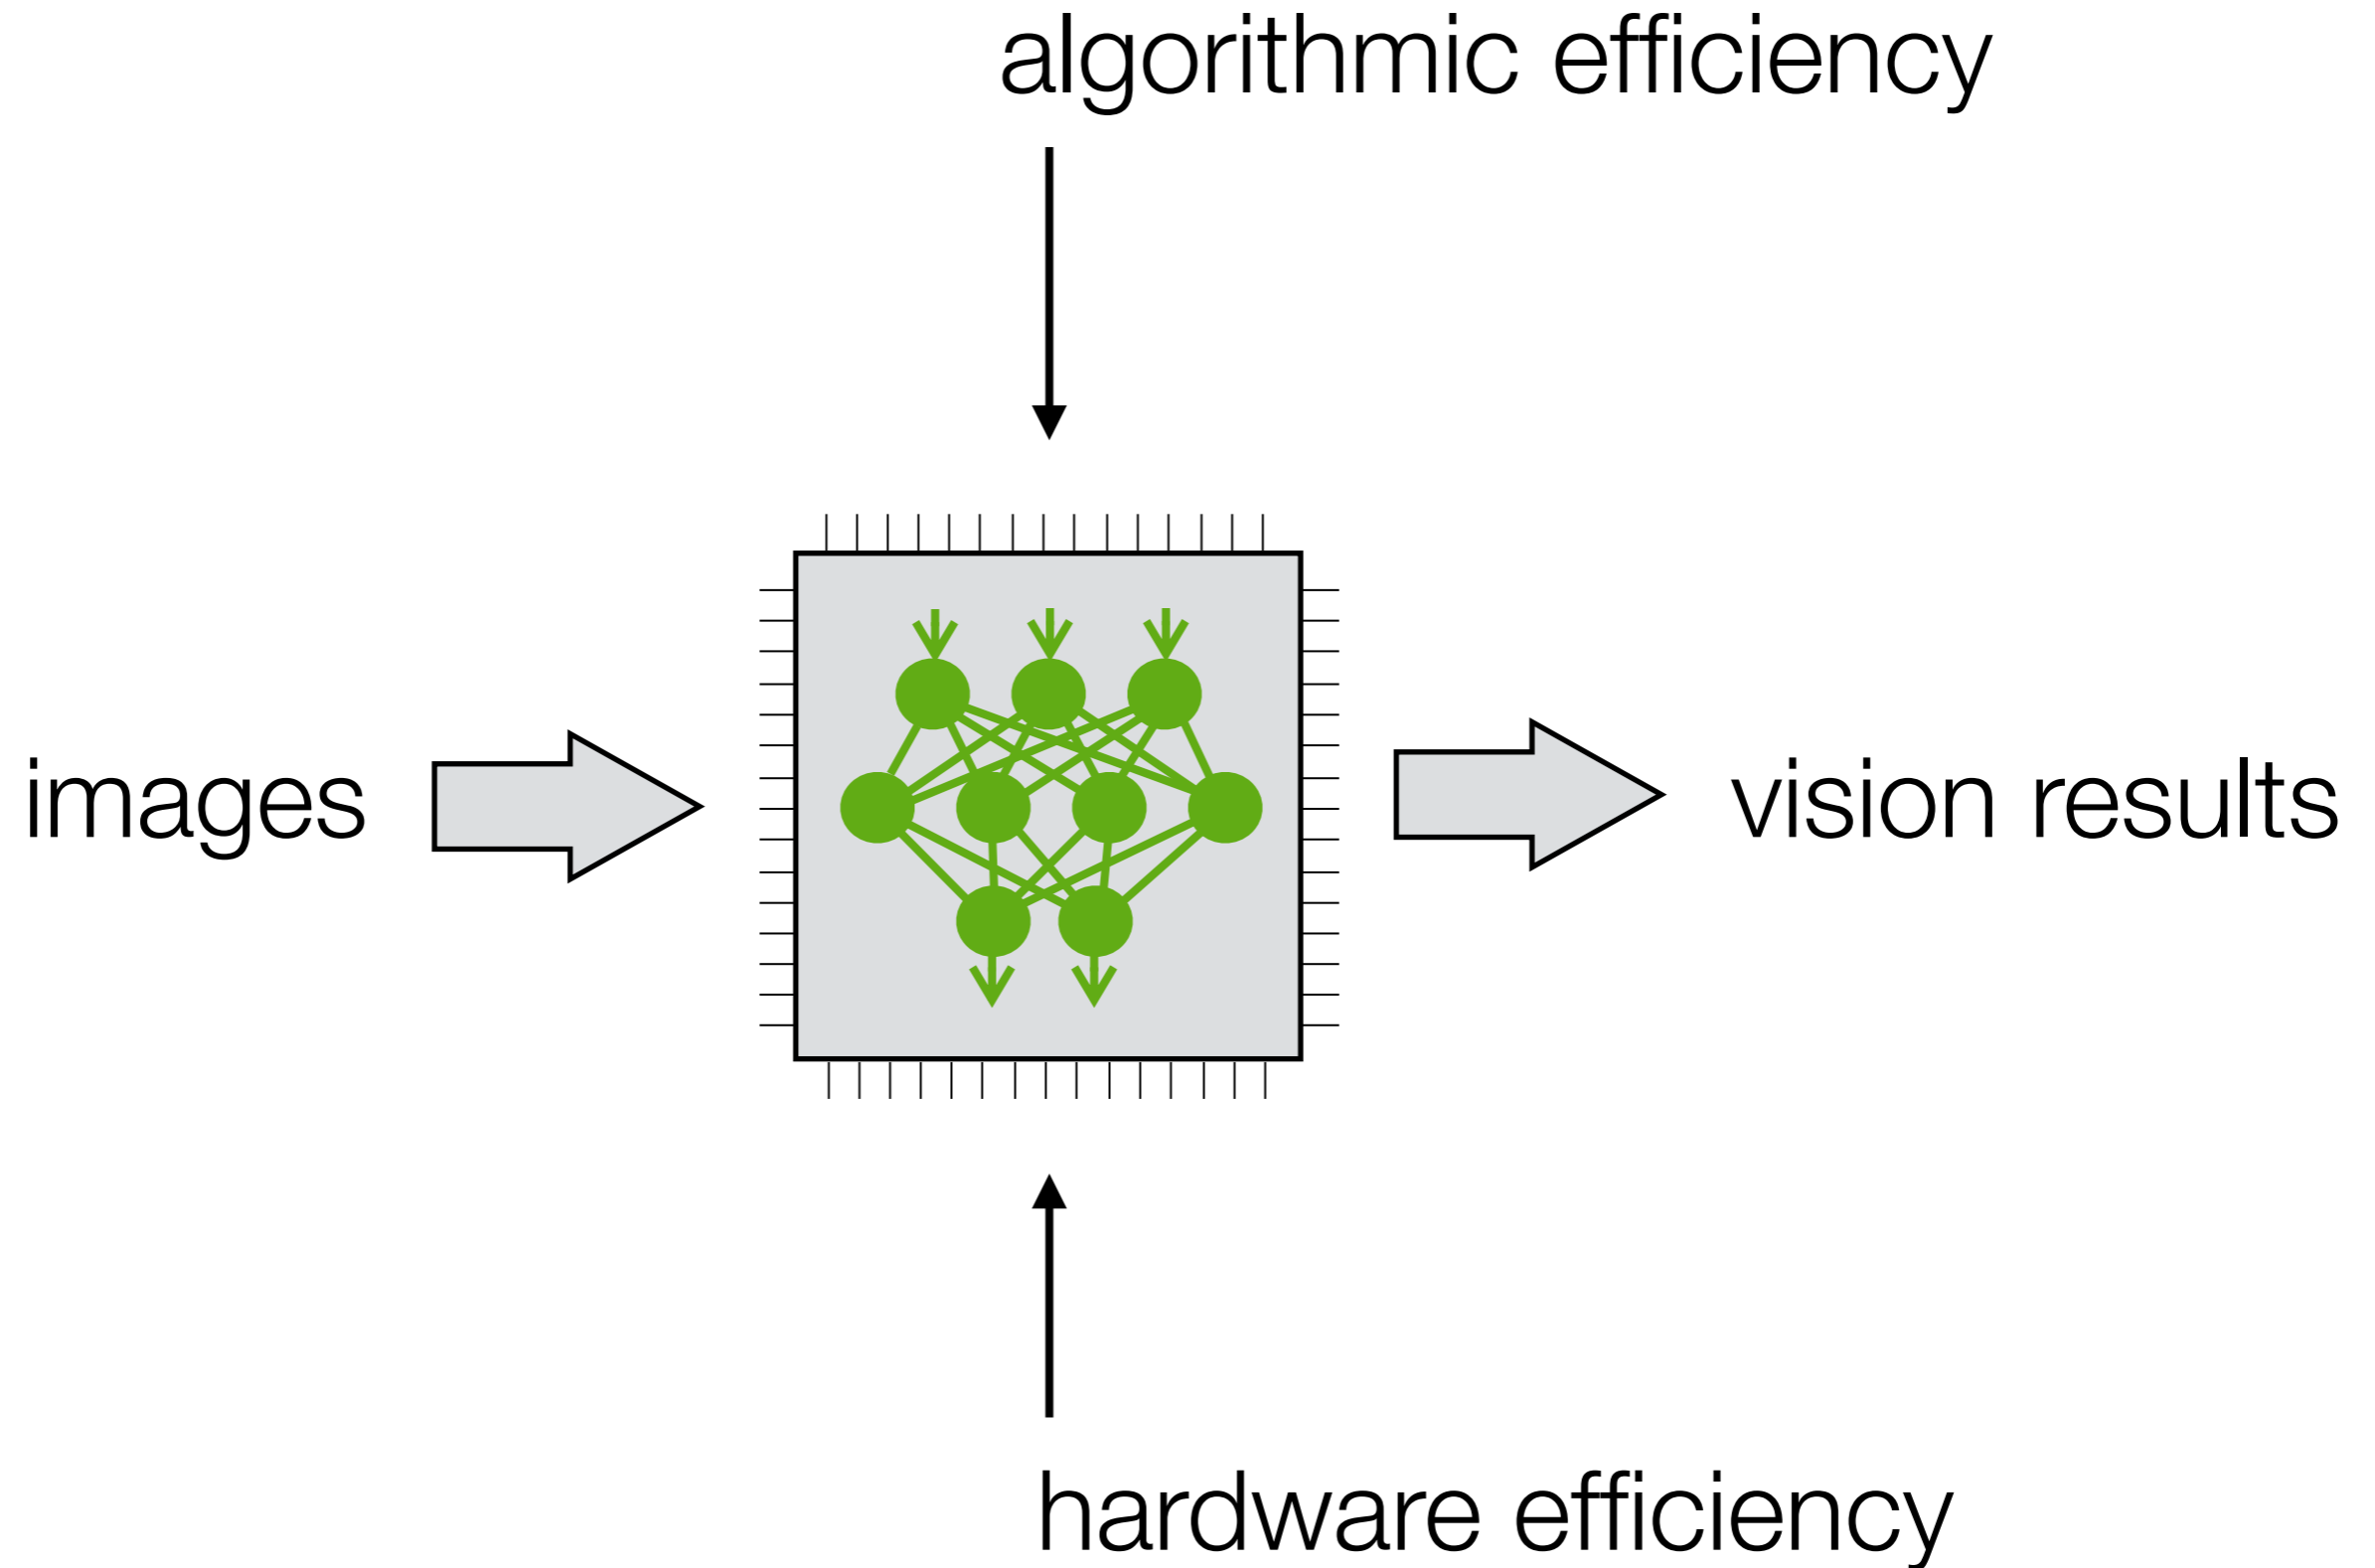 algorithmic efficiency
images
vision results
hardware efficiency